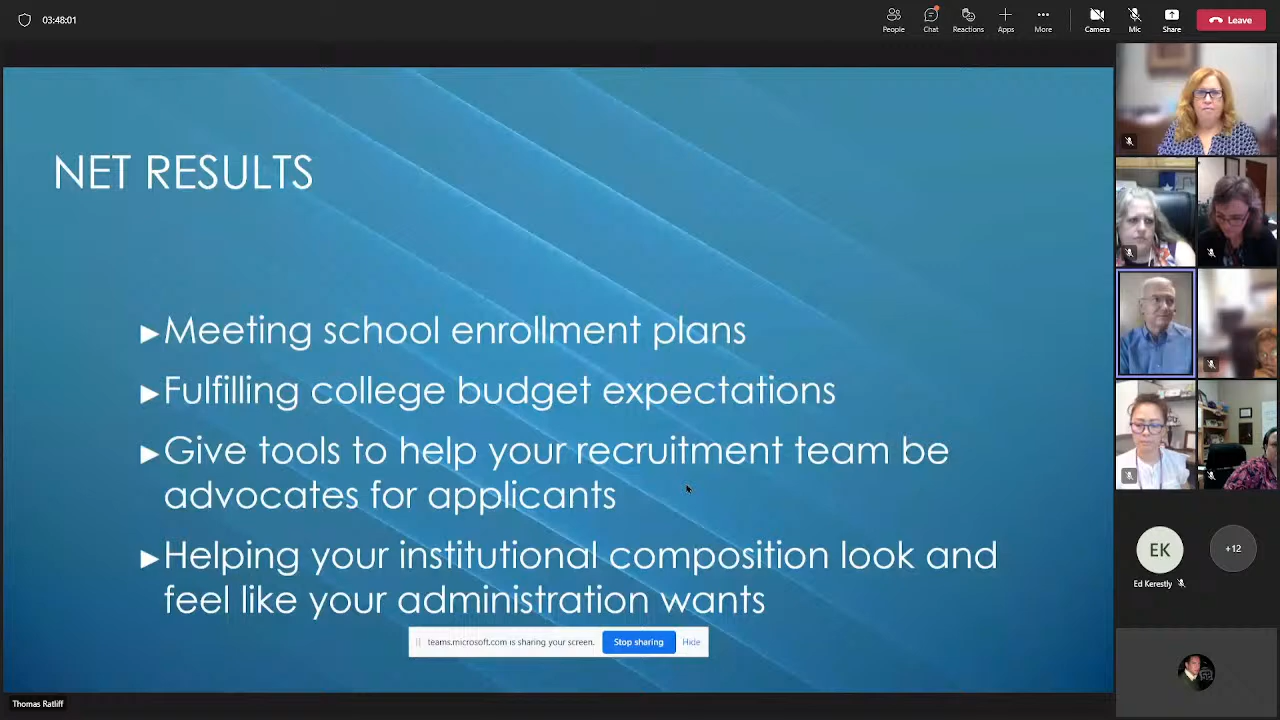 03:48:01
People
Chat
Reactions
Apps
More
Camera
Mic
Share
Leave
NET RESULTS
Meeting school enrollment plans
Fulfilling college budget expectations
Give tools to help your recruitment team be
advocates for applicants
Helping your institutional composition look and
feel like your administration wants
teams.microsoft.com is sharing your screen.
Stop sharing
Hide
EK
+12
Ed Kerestly
Thomas Ratliff